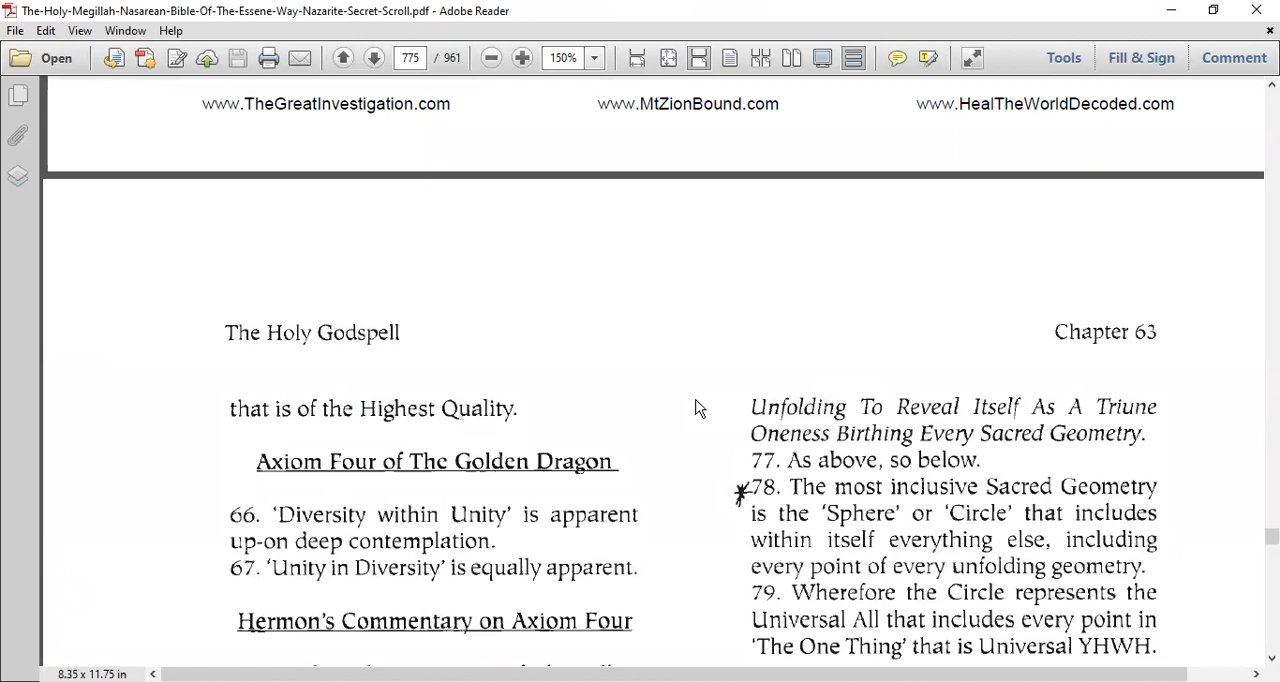 The-Holy-Megillah-Nasarean-Bible-Of-The-Essene-Way-Nazarite-Secret-Scroll.pdf - Adobe Reader
File Edit View Window Help
Open 775 / 961 150% Tools Fill & Sign Comment
www.TheGreatInvestigation.com www.MtZionBound.com www.HealTheWorldDecoded.com
The Holy Godspell Chapter 63
that is of the Highest Quality.
Axiom Four of The Golden Dragon
66. ‘Diversity within Unity’ is apparent
up-on deep contemplation.
67. ‘Unity in Diversity’ is equally apparent.
Hermon's Commentary on Axiom Four
Unfolding To Reveal Itself As A Triune
Oneness Birthing Every Sacred Geometry.
77. As above, so below.
*78. The most inclusive Sacred Geometry
is the ‘Sphere’ or ‘Circle’ that includes
within itself everything else, including
every point of every unfolding geometry.
79. Wherefore the Circle represents the
Universal All that includes every point in
‘The One Thing’ that is Universal YHWH.
8.35 x 11.75 in